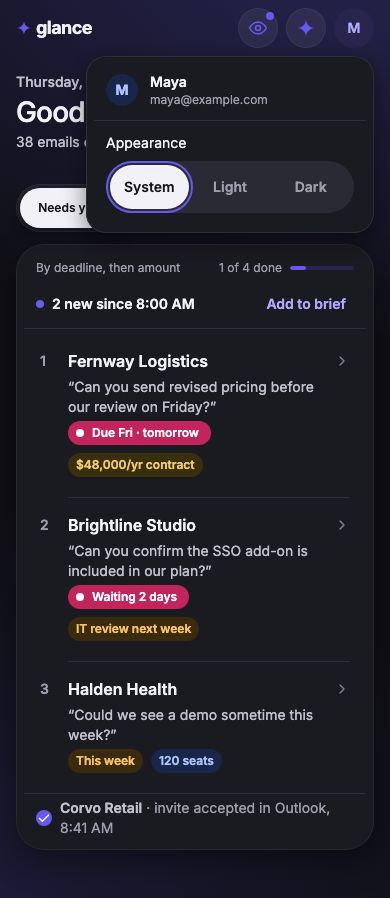 glance
M
M
Maya
maya@example.com
Thursday,
Good
38 emails
Appearance
System
Light
Dark
Needs
By deadline, then amount
1 of 4 done
2 new since 8:00 AM
Add to brief
1
Fernway Logistics
“Can you send revised pricing before
our review on Friday?”
Due Fri · tomorrow
$48,000/yr contract
2
Brightline Studio
“Can you confirm the SSO add-on is
included in our plan?”
Waiting 2 days
IT review next week
3
Halden Health
“Could we see a demo sometime this
week?”
This week
120 seats
Corvo Retail · invite accepted in Outlook,
8:41 AM